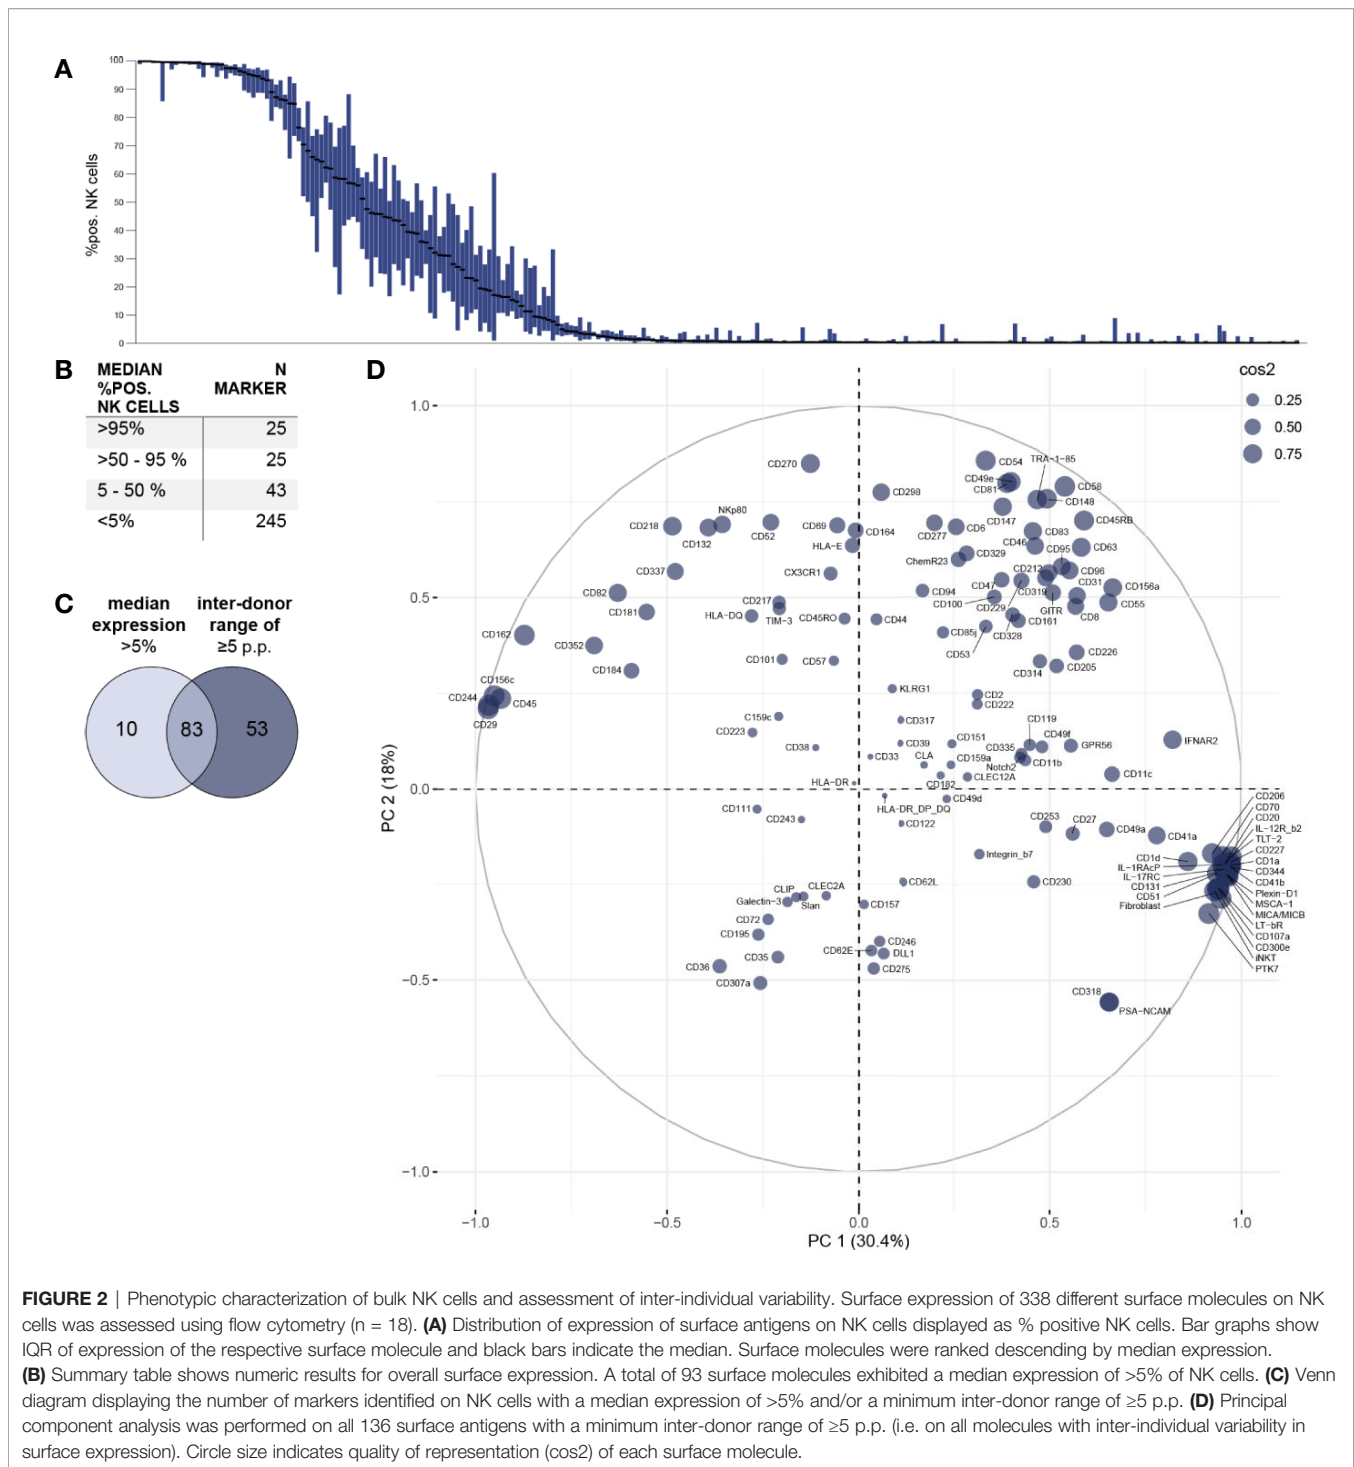 A
100
90
80
70
60
50
40
30
20
10
0
%pos. NK cells
B
MEDIAN %POS. NK CELLS
N MARKER
>95% 25
>50 - 95 % 25
5 - 50 % 43
<5% 245
C
median expression >5%
inter-donor range of ≥5 p.p.
10 83 53
D
cos2
0.25
0.50
0.75
1.0
0.5
0.0
−0.5
−1.0
PC 2 (18%)
−1.0 −0.5 0.0 0.5 1.0
PC 1 (30.4%)
CD270
CD54
TRA−1−85
CD49e
CD81
CD58
CD148
CD298
CD147
CD45RB
NKp80
CD218
CD132
CD52
CD69
CD164
CD277
CD6
CD83
CD46
CD63
HLA−E
CD329
ChemR23
CD95
CD96
CD337
CX3CR1
CD212
CD47
CD31
CD156a
CD82
CD94
CD100
CD229
CD319
GITR
CD55
CD181
CD217
TIM−3
HLA−DQ
CD45RO
CD44
CD328
CD161
CD8
CD85j
CD53
CD162
CD352
CD184
CD101
CD57
CD314
CD226
CD205
CD156c
CD244
CD45
CD29
KLRG1
CD2
CD222
C159c
CD223
CD317
CD119
CD38
CD39
CD151
CD335
CD49f
GPR56
IFNAR2
CD33
CLA
CD159a
Notch2
CD11b
HLA−DR
CD182
CLEC12A
CD11c
HLA−DR_DP_DQ
CD49d
CD111
CD243
CD122
CD253
CD27
CD49a
CD41a
Integrin_b7
CD62L
CD230
CLIP
CLEC2A
Galectin−3
Slan
CD157
CD72
CD195
CD35
CD36
CD307a
CD62E
CD246
DLL1
CD275
CD318
PSA−NCAM
CD1d
IL−1RAcP
IL−17RC
CD131
CD51
Fibroblast
CD206
CD70
CD20
IL−12R_b2
TLT−2
CD227
CD1a
CD344
CD41b
Plexin−D1
MSCA−1
MICA/MICB
LT−bR
CD107a
CD300e
iNKT
PTK7
FIGURE 2 | Phenotypic characterization of bulk NK cells and assessment of inter-individual variability. Surface expression of 338 different surface molecules on NK
cells was assessed using flow cytometry (n = 18). (A) Distribution of expression of surface antigens on NK cells displayed as % positive NK cells. Bar graphs show
IQR of expression of the respective surface molecule and black bars indicate the median. Surface molecules were ranked descending by median expression.
(B) Summary table shows numeric results for overall surface expression. A total of 93 surface molecules exhibited a median expression of >5% of NK cells. (C) Venn
diagram displaying the number of markers identified on NK cells with a median expression of >5% and/or a minimum inter-donor range of ≥5 p.p. (D) Principal
component analysis was performed on all 136 surface antigens with a minimum inter-donor range of ≥5 p.p. (i.e. on all molecules with inter-individual variability in
surface expression). Circle size indicates quality of representation (cos2) of each surface molecule.